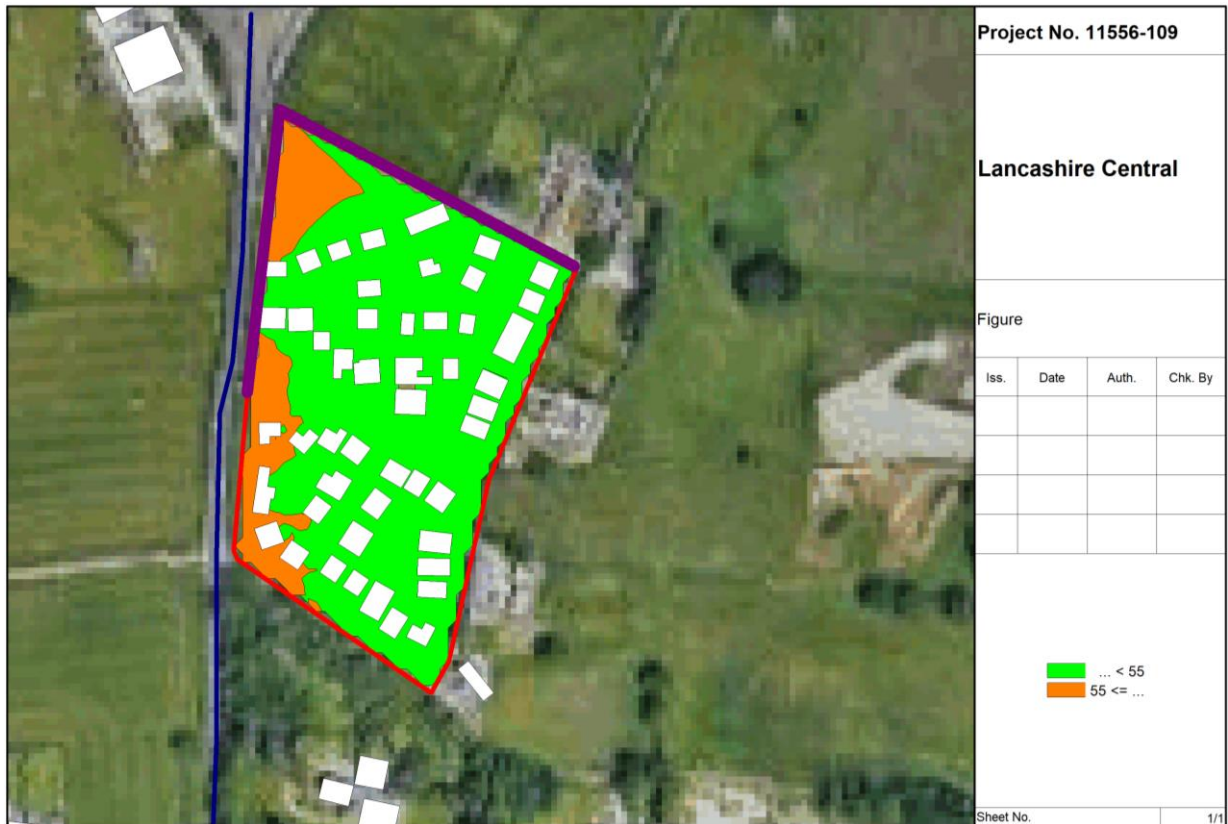 Project No. 11556-109
Lancashire Central
Figure
Iss. Date Auth. Chk. By
... < 55
55 <= ...
Sheet No. 1/1